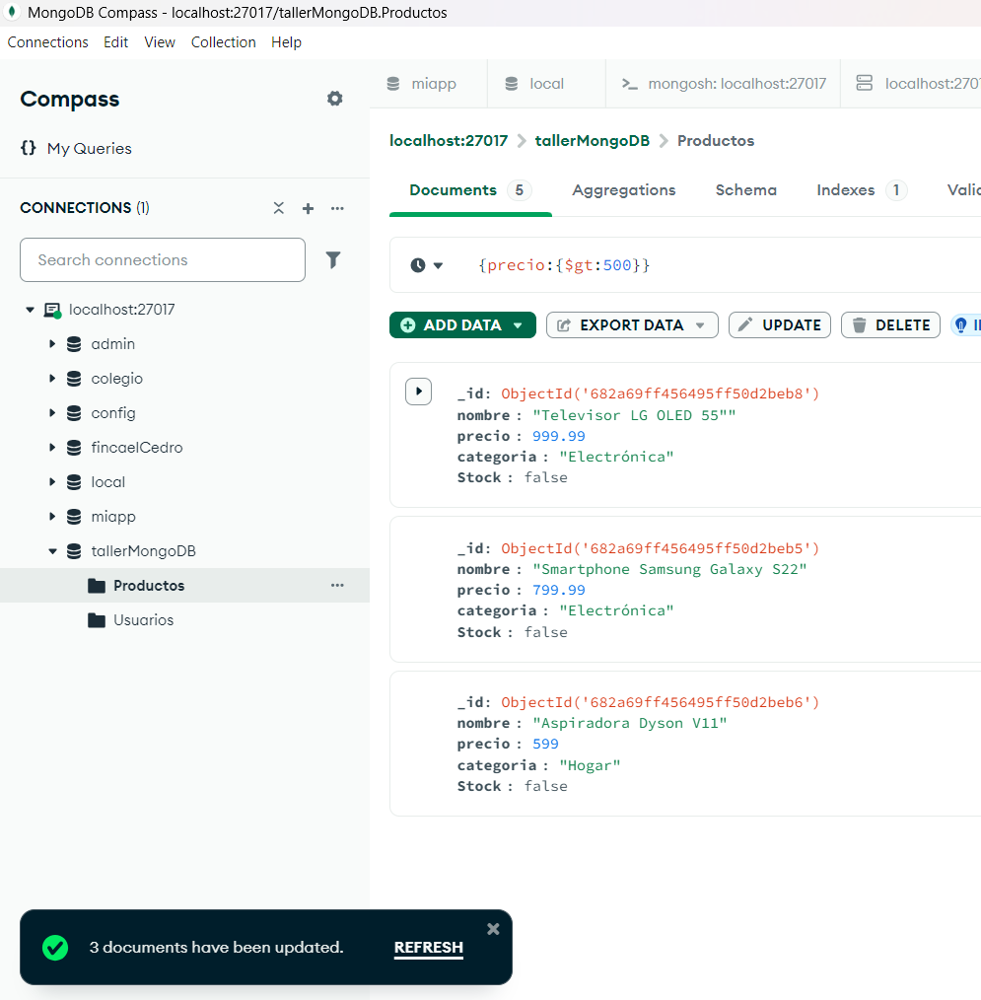 MongoDB Compass - localhost:27017/tallerMongoDB.Productos
Connections Edit View Collection Help
Compass
{} My Queries
CONNECTIONS (1)
Search connections
localhost:27017
admin
colegio
config
fincaelCedro
local
miapp
tallerMongoDB
Productos
Usuarios
miapp local >_ mongosh: localhost:27017 localhost:270
localhost:27017 > tallerMongoDB > Productos
Documents 5 Aggregations Schema Indexes 1
{precio:{$gt:500}}
ADD DATA EXPORT DATA UPDATE DELETE
_id: ObjectId('682a69ff456495ff50d2beb8')
nombre : "Televisor LG OLED 55""
precio : 999.99
categoria : "Electrónica"
Stock : false
_id: ObjectId('682a69ff456495ff50d2beb5')
nombre : "Smartphone Samsung Galaxy S22"
precio : 799.99
categoria : "Electrónica"
Stock : false
_id: ObjectId('682a69ff456495ff50d2beb6')
nombre : "Aspiradora Dyson V11"
precio : 599
categoria : "Hogar"
Stock : false
3 documents have been updated. REFRESH